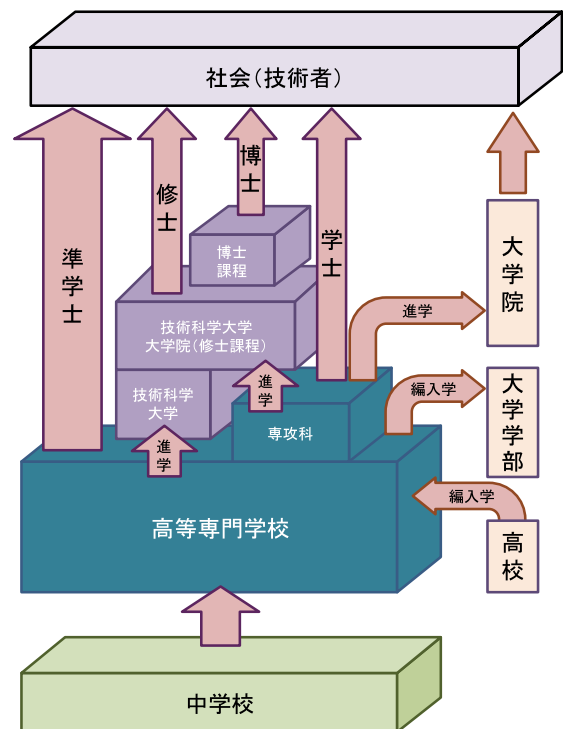 社会（技術者）
準学士
修士
博士
学士
博士
課程
技術科学大学
大学院（修士課程）
技術科学
大学
進学
進学
専攻科
進学
大学院
編入学
大学学部
編入学
高校
高等専門学校
中学校